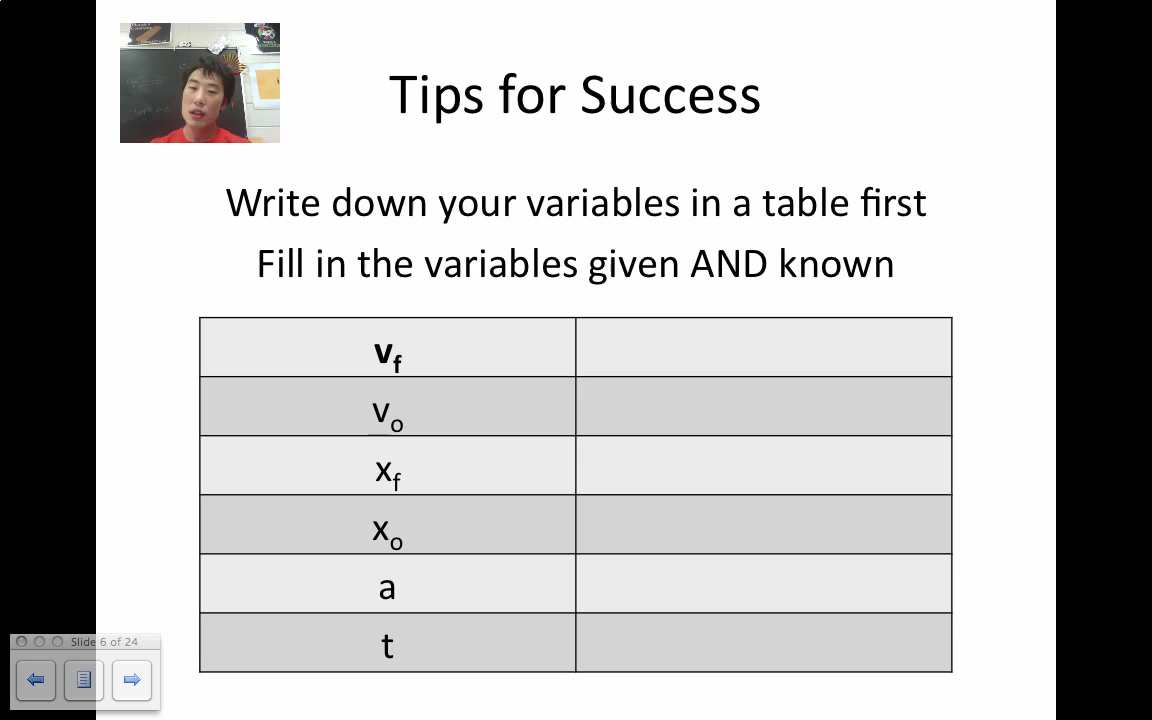 Tips for Success
Write down your variables in a table first
Fill in the variables given AND known
vf
vo
xf
xo
a
t
Slide 6 of 24